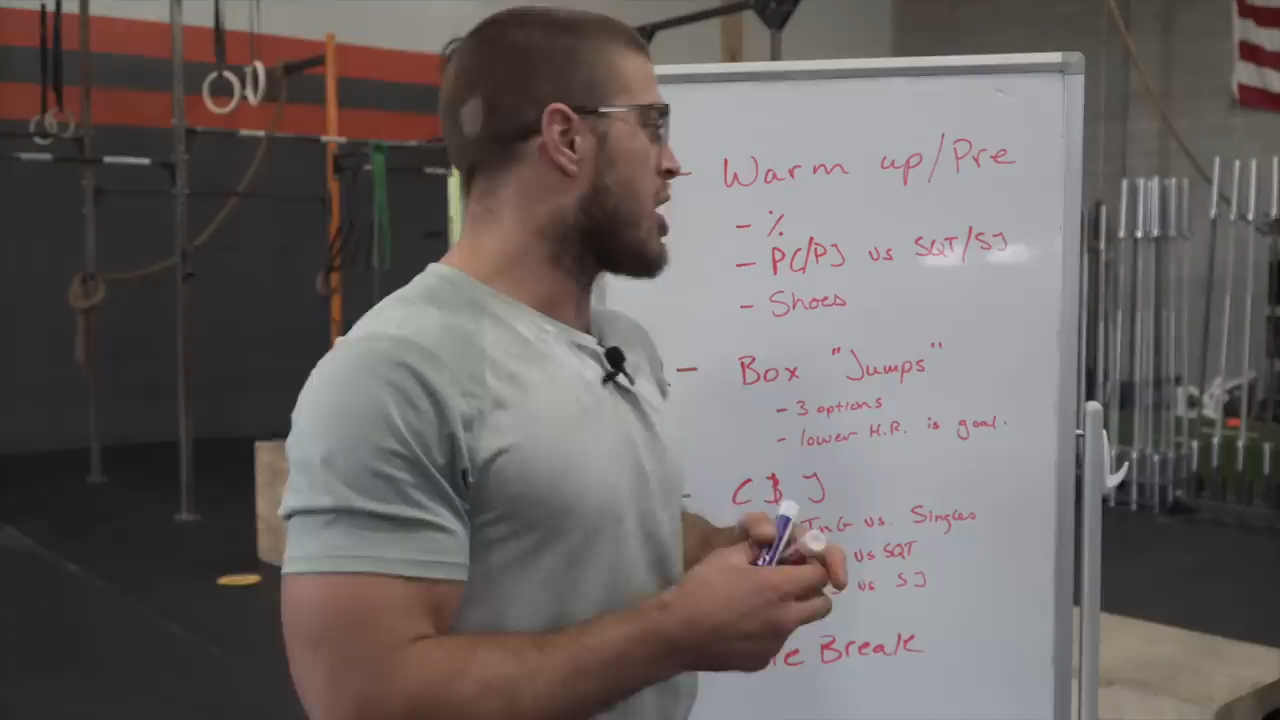 - Warm up/Pre
- %
- PC/PJ vs SQT/SJ
- Shoes
- Box "Jumps"
- 3 options
- lower H.R. is goal.
- C & J
TnG vs. Singles
vs SQT
vs SJ
Break